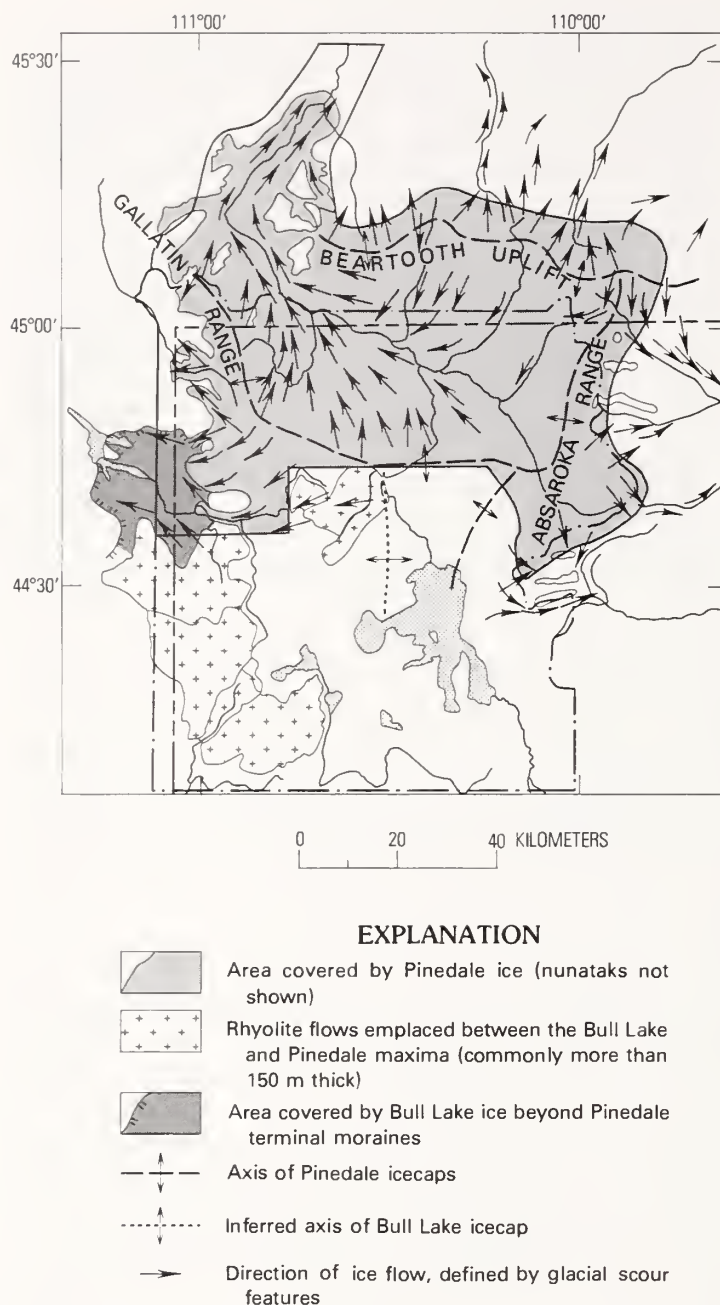 111°00'
110°00'
45°30'
GALLATIN
RANGE
BEARTOOTH UPLIFT
45°00'
ABSAROKA RANGE
44°30'
0 20 40 KILOMETERS
EXPLANATION
Area covered by Pinedale ice (nunataks not
shown)
Rhyolite flows emplaced between the Bull Lake
and Pinedale maxima (commonly more than
150 m thick)
Area covered by Bull Lake ice beyond Pinedale
terminal moraines
Axis of Pinedale icecaps
Inferred axis of Bull Lake icecap
Direction of ice flow, defined by glacial scour
features